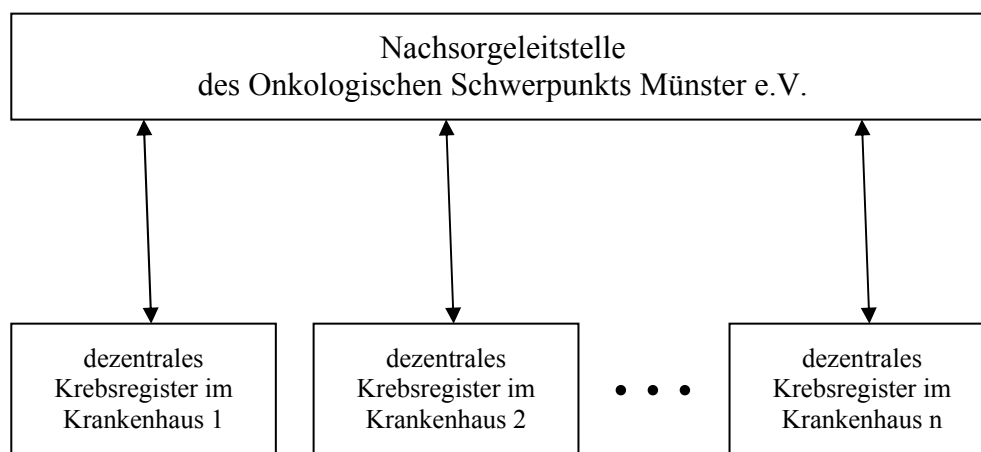 Nachsorgeleitstelle
des Onkologischen Schwerpunkts Münster e.V.
dezentrales
Krebsregister im
Krankenhaus 1
dezentrales
Krebsregister im
Krankenhaus 2
dezentrales
Krebsregister im
Krankenhaus n